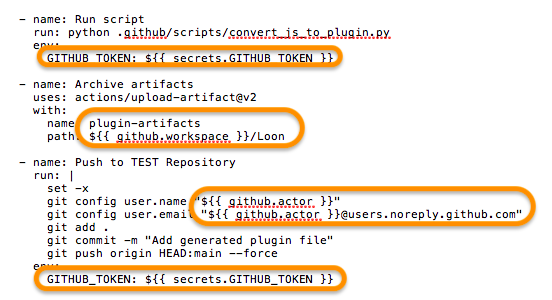 - name: Run script
run: python .github/scripts/convert_js_to_plugin.py
env:
GITHUB_TOKEN: ${{ secrets.GITHUB_TOKEN }}
- name: Archive artifacts
uses: actions/upload-artifact@v2
with:
name: plugin-artifacts
path: ${{ github.workspace }}/Loon
- name: Push to TEST Repository
run: |
set -x
git config user.name "${{ github.actor }}"
git config user.email "${{ github.actor }}@users.noreply.github.com"
git add .
git commit -m "Add generated plugin file"
git push origin HEAD:main --force
env:
GITHUB_TOKEN: ${{ secrets.GITHUB_TOKEN }}